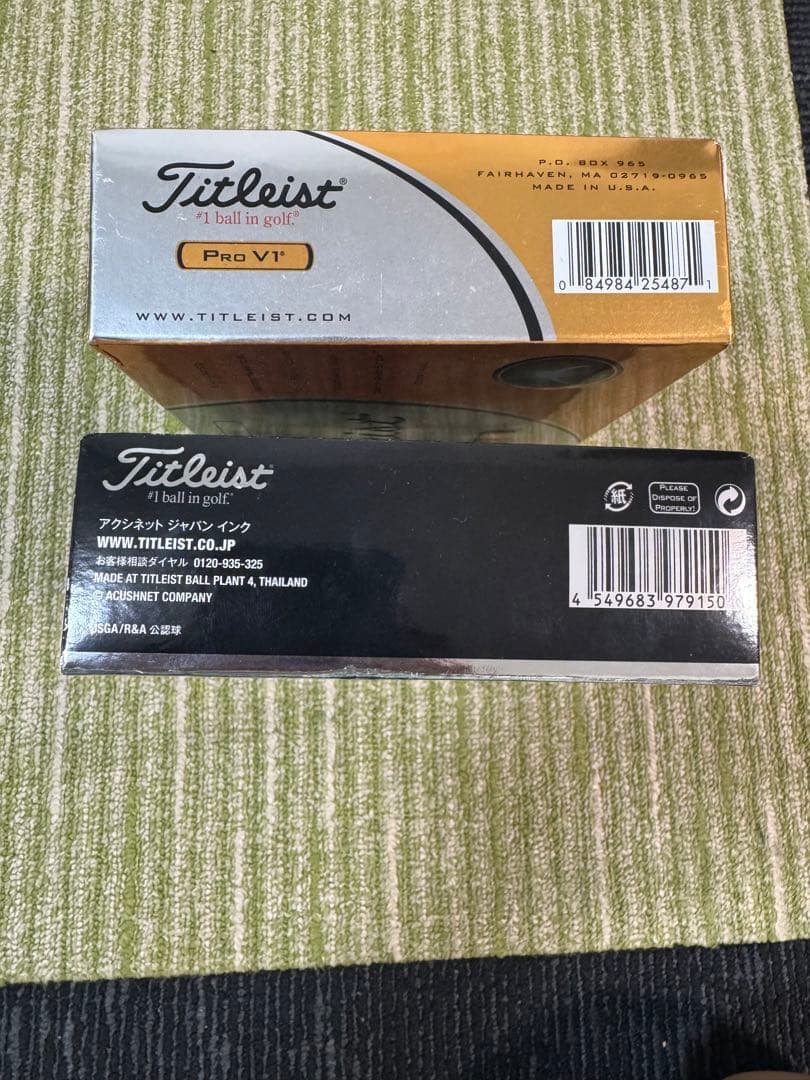 Titleist®
#1 ball in golf.®
PRO V1®
WWW.TITLEIST.COM
P.O. BOX 965
FAIRHAVEN, MA 02719-0965
MADE IN U.S.A.
0 84984 25487 1
Titleist
#1 ball in golf.®
アクシネット ジャパン インク
WWW.TITLEIST.CO.JP
お客様相談ダイヤル 0120-935-325
MADE AT TITLEIST BALL PLANT 4, THAILAND
© ACUSHNET COMPANY
USGA/R&A 公認球
紙
PLEASE
DISPOSE OF
PROPERLY!
4 549683 979150